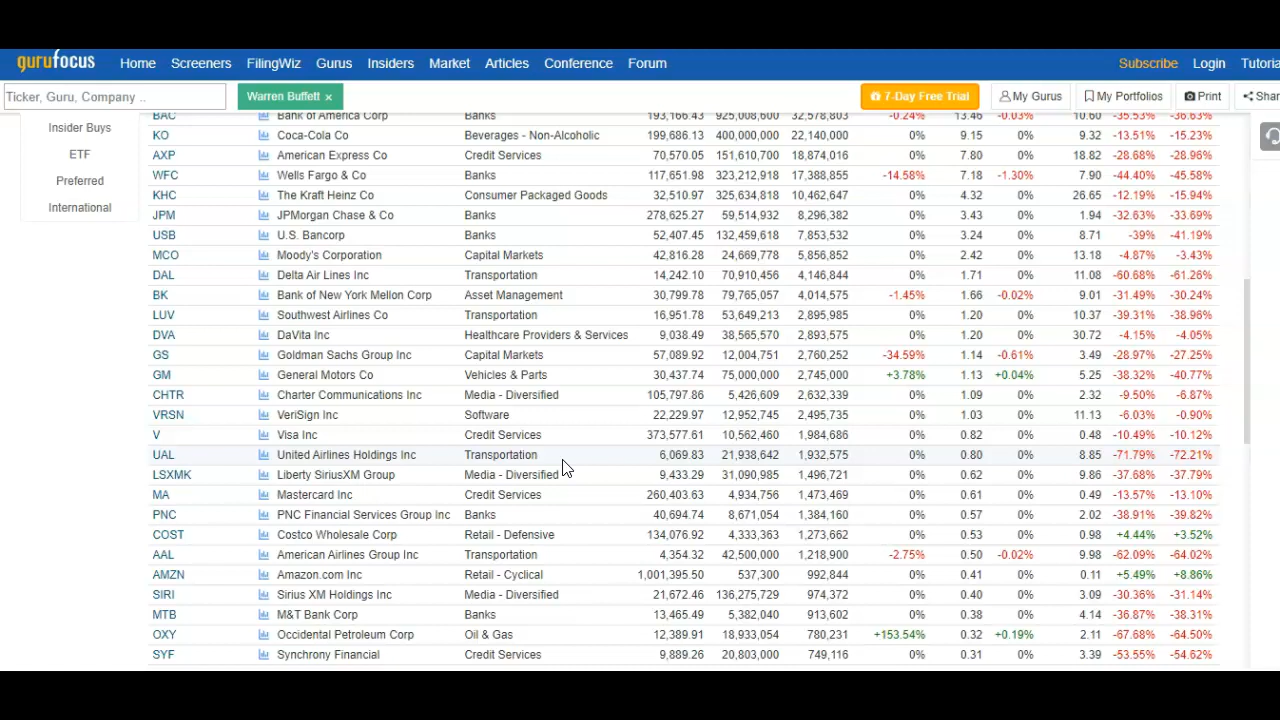 gurufocus Home Screeners FilingWiz Gurus Insiders Market Articles Conference Forum Subscribe Login Tutoria
Ticker, Guru, Company .. Warren Buffett × 7-Day Free Trial My Gurus My Portfolios Print Shar
Insider Buys
ETF
Preferred
International
BAC Bank of America Corp Banks 193,166.43 925,008,600 32,578,803 -0.24% 13.46 -0.03% 10.60 -35.53% -36.63%
KO Coca-Cola Co Beverages - Non-Alcoholic 199,686.13 400,000,000 22,140,000 0% 9.15 0% 9.32 -13.51% -15.23%
AXP American Express Co Credit Services 70,570.05 151,610,700 18,874,016 0% 7.80 0% 18.82 -28.68% -28.96%
WFC Wells Fargo & Co Banks 117,651.98 323,212,918 17,388,855 -14.58% 7.18 -1.30% 7.90 -44.40% -45.58%
KHC The Kraft Heinz Co Consumer Packaged Goods 32,510.97 325,634,818 10,462,647 0% 4.32 0% 26.65 -12.19% -15.94%
JPM JPMorgan Chase & Co Banks 278,625.27 59,514,932 8,296,382 0% 3.43 0% 1.94 -32.63% -33.69%
USB U.S. Bancorp Banks 52,407.45 132,459,618 7,853,532 0% 3.24 0% 8.71 -39% -41.19%
MCO Moody's Corporation Capital Markets 42,816.28 24,669,778 5,856,852 0% 2.42 0% 13.18 -4.87% -3.43%
DAL Delta Air Lines Inc Transportation 14,242.10 70,910,456 4,146,844 0% 1.71 0% 11.08 -60.68% -61.26%
BK Bank of New York Mellon Corp Asset Management 30,799.78 79,765,057 4,014,575 -1.45% 1.66 -0.02% 9.01 -31.49% -30.24%
LUV Southwest Airlines Co Transportation 16,951.78 53,649,213 2,895,985 0% 1.20 0% 10.37 -39.31% -38.96%
DVA DaVita Inc Healthcare Providers & Services 9,038.49 38,565,570 2,893,575 0% 1.20 0% 30.72 -4.15% -4.05%
GS Goldman Sachs Group Inc Capital Markets 57,089.92 12,004,751 2,760,252 -34.59% 1.14 -0.61% 3.49 -28.97% -27.25%
GM General Motors Co Vehicles & Parts 30,437.74 75,000,000 2,745,000 +3.78% 1.13 +0.04% 5.25 -38.32% -40.77%
CHTR Charter Communications Inc Media - Diversified 105,797.86 5,426,609 2,632,339 0% 1.09 0% 2.32 -9.50% -6.87%
VRSN VeriSign Inc Software 22,229.97 12,952,745 2,495,735 0% 1.03 0% 11.13 -6.03% -0.90%
V Visa Inc Credit Services 373,577.61 10,562,460 1,984,686 0% 0.82 0% 0.48 -10.49% -10.12%
UAL United Airlines Holdings Inc Transportation 6,069.83 21,938,642 1,932,575 0% 0.80 0% 8.85 -71.79% -72.21%
LSXMK Liberty SiriusXM Group Media - Diversified 9,433.29 31,090,985 1,496,721 0% 0.62 0% 9.86 -37.68% -37.79%
MA Mastercard Inc Credit Services 260,403.63 4,934,756 1,473,469 0% 0.61 0% 0.49 -13.57% -13.10%
PNC PNC Financial Services Group Inc Banks 40,694.74 8,671,054 1,384,160 0% 0.57 0% 2.02 -38.91% -39.82%
COST Costco Wholesale Corp Retail - Defensive 134,076.92 4,333,363 1,273,662 0% 0.53 0% 0.98 +4.44% +3.52%
AAL American Airlines Group Inc Transportation 4,354.32 42,500,000 1,218,900 -2.75% 0.50 -0.02% 9.98 -62.09% -64.02%
AMZN Amazon.com Inc Retail - Cyclical 1,001,395.50 537,300 992,844 0% 0.41 0% 0.11 +5.49% +8.86%
SIRI Sirius XM Holdings Inc Media - Diversified 21,672.46 136,275,729 974,372 0% 0.40 0% 3.09 -30.36% -31.14%
MTB M&T Bank Corp Banks 13,465.49 5,382,040 913,602 0% 0.38 0% 4.14 -36.87% -38.31%
OXY Occidental Petroleum Corp Oil & Gas 12,389.91 18,933,054 780,231 +153.54% 0.32 +0.19% 2.11 -67.68% -64.50%
SYF Synchrony Financial Credit Services 9,889.26 20,803,000 749,116 0% 0.31 0% 3.39 -53.55% -54.62%